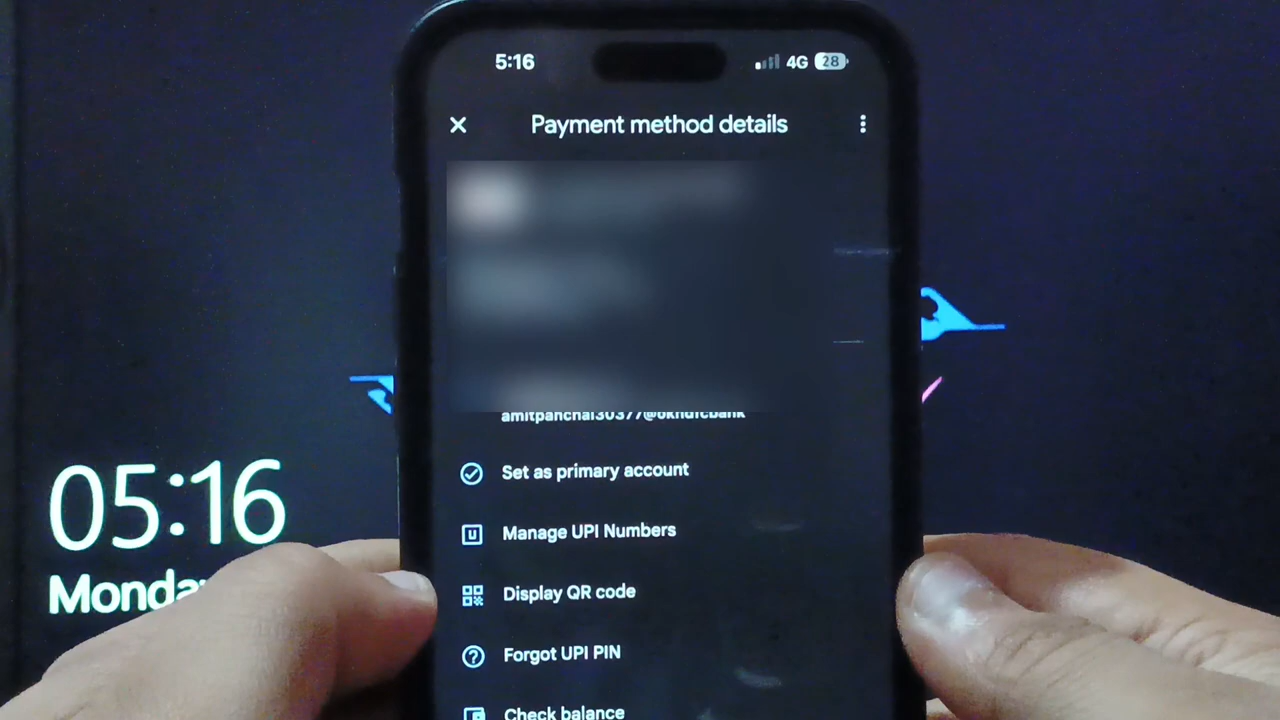 5:16
4G
28
Payment method details
Set as primary account
Manage UPI Numbers
Display QR code
Forgot UPI PIN
Check balance
05:16